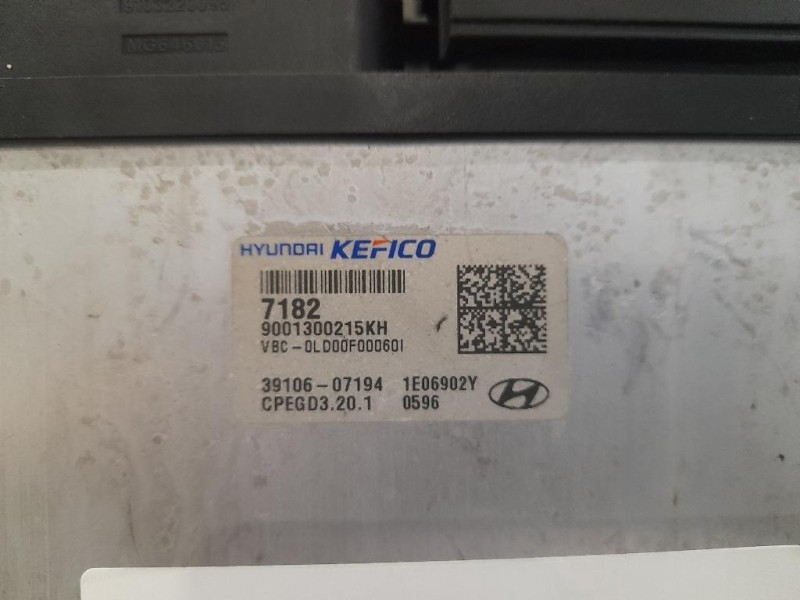 HYUNDAI KEFICO
7182
9001300215KH
VBC-0LD00F00060I
39106-07194 1E06902Y
CPEGD3.20.1 0596